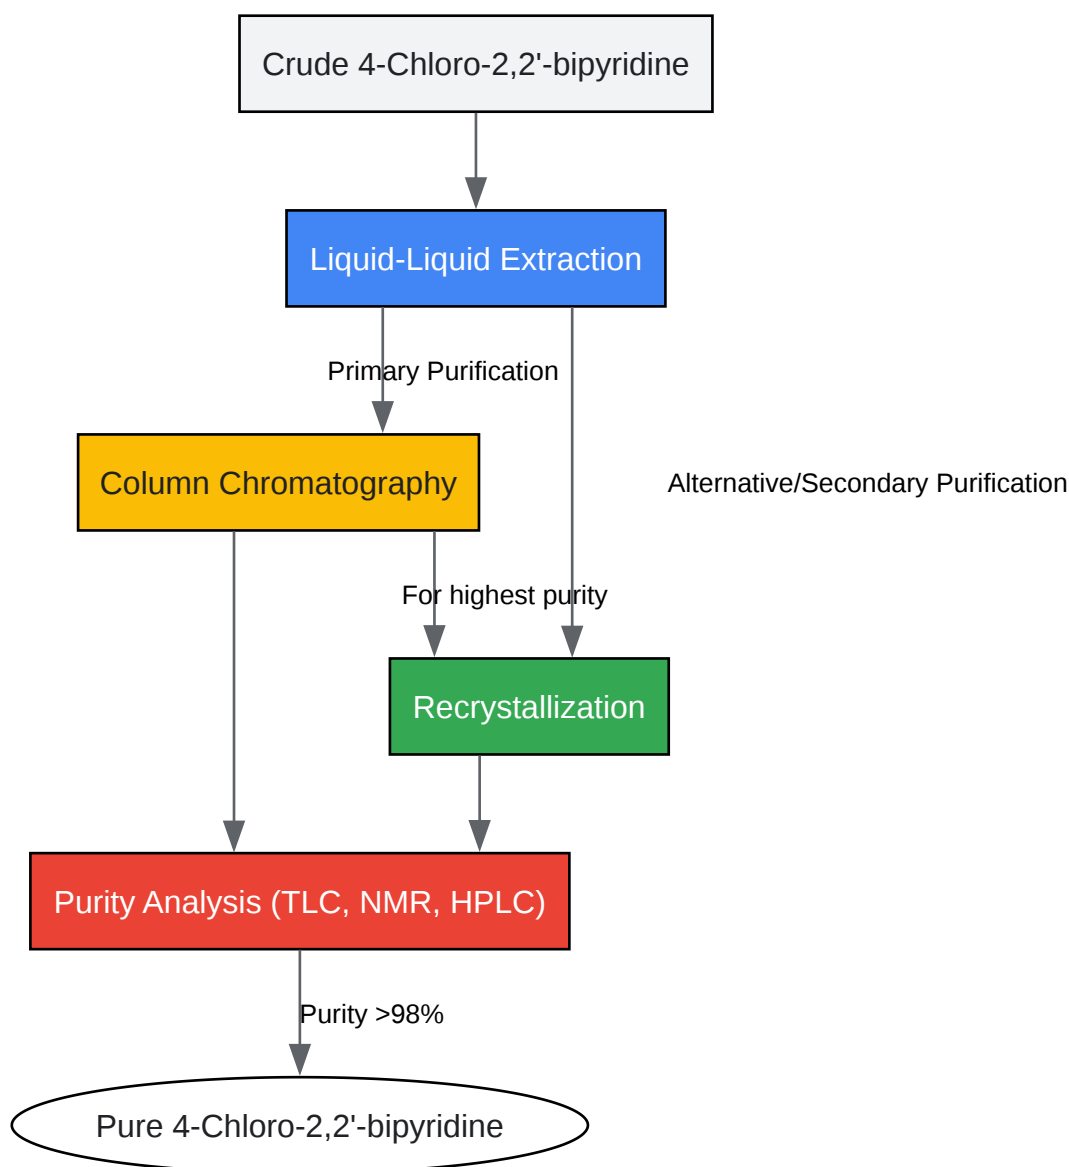 Crude 4-Chloro-2,2'-bipyridine
Liquid-Liquid Extraction
Primary Purification
Column Chromatography
Alternative/Secondary Purification
For highest purity
Recrystallization
Purity Analysis (TLC, NMR, HPLC)
Purity >98%
Pure 4-Chloro-2,2'-bipyridine